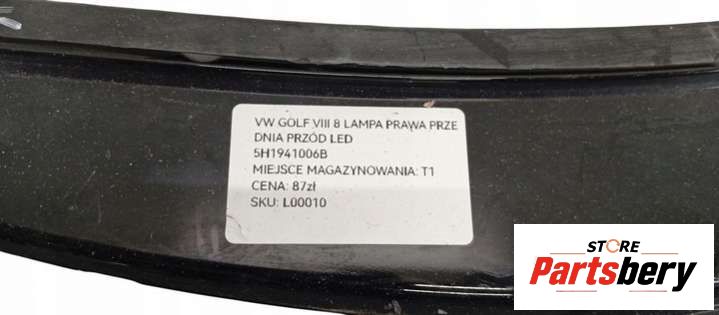 VW GOLF VIII 8 LAMPA PRAWA PRZE
DNIA PRZÓD LED
5H1941006B
MIEJSCE MAGAZYNOWANIA: T1
CENA: 87zł
SKU: L00010
STORE
Partsbery